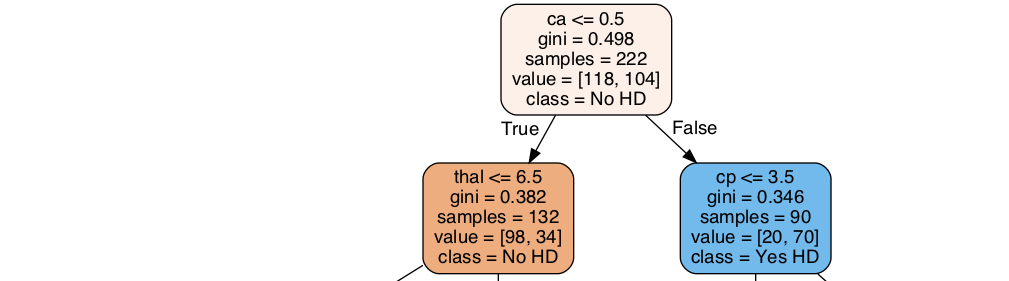 ca <= 0.5
gini = 0.498
samples = 222
value = [118, 104]
class = No HD
True
False
thal <= 6.5
gini = 0.382
samples = 132
value = [98, 34]
class = No HD
cp <= 3.5
gini = 0.346
samples = 90
value = [20, 70]
class = Yes HD